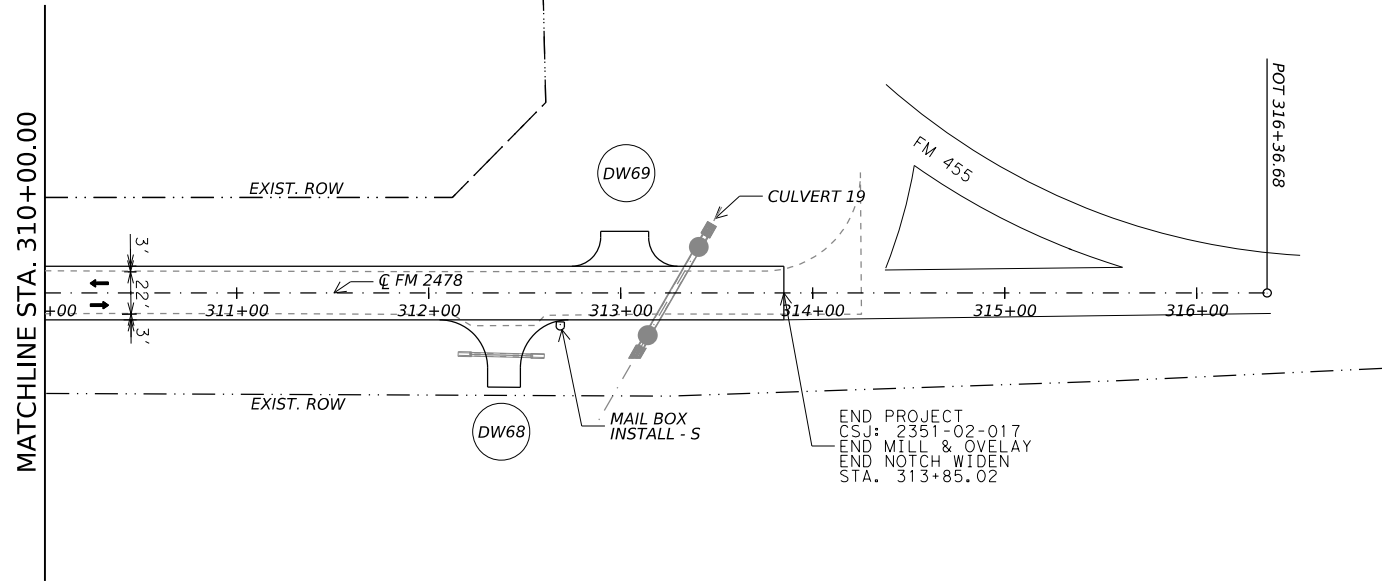 MATCHLINE STA. 310+00.00
EXIST. ROW
DW69
CULVERT 19
FM 455
POT 316+36.68
3'
22'
3'
℄ FM 2478
+00
311+00
312+00
313+00
314+00
315+00
316+00
EXIST. ROW
DW68
MAIL BOX
INSTALL - S
END PROJECT
CSJ: 2351-02-017
END MILL & OVELAY
END NOTCH WIDEN
STA. 313+85.02